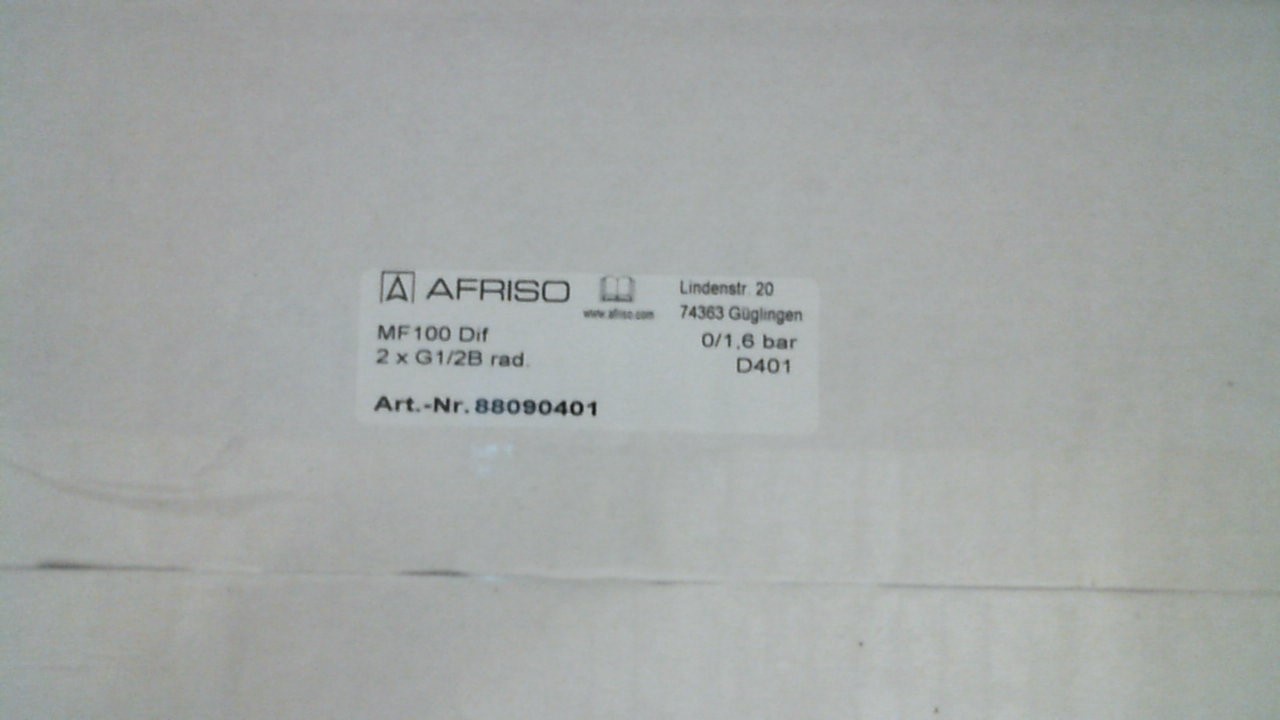 AFRISO
www.afriso.com
Lindenstr. 20
74363 Güglingen
MF100 Dif
0/1,6 bar
2 x G1/2B rad.
D401
Art.-Nr. 88090401